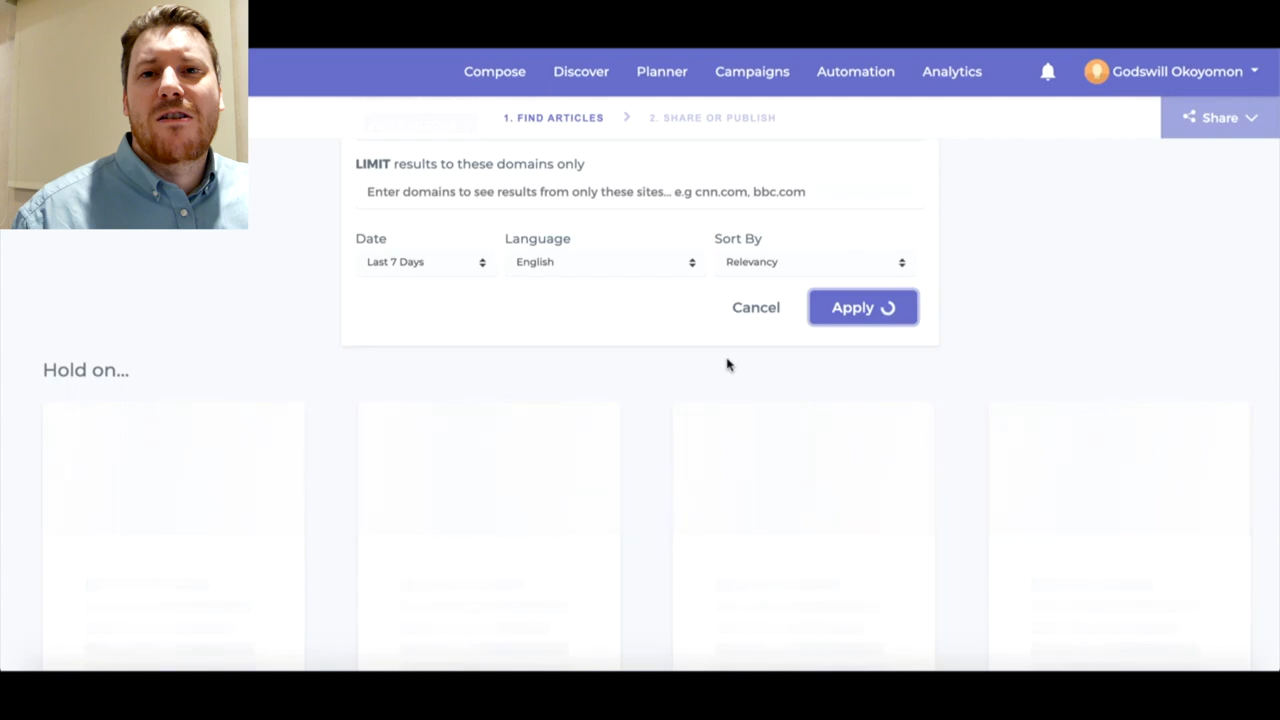 Compose Discover Planner Campaigns Automation Analytics Godswill Okoyomon
1. FIND ARTICLES 2. SHARE OR PUBLISH Share
LIMIT results to these domains only
Enter domains to see results from only these sites... e.g cnn.com, bbc.com
Date Language Sort By
Last 7 Days English Relevancy
Cancel Apply
Hold on...